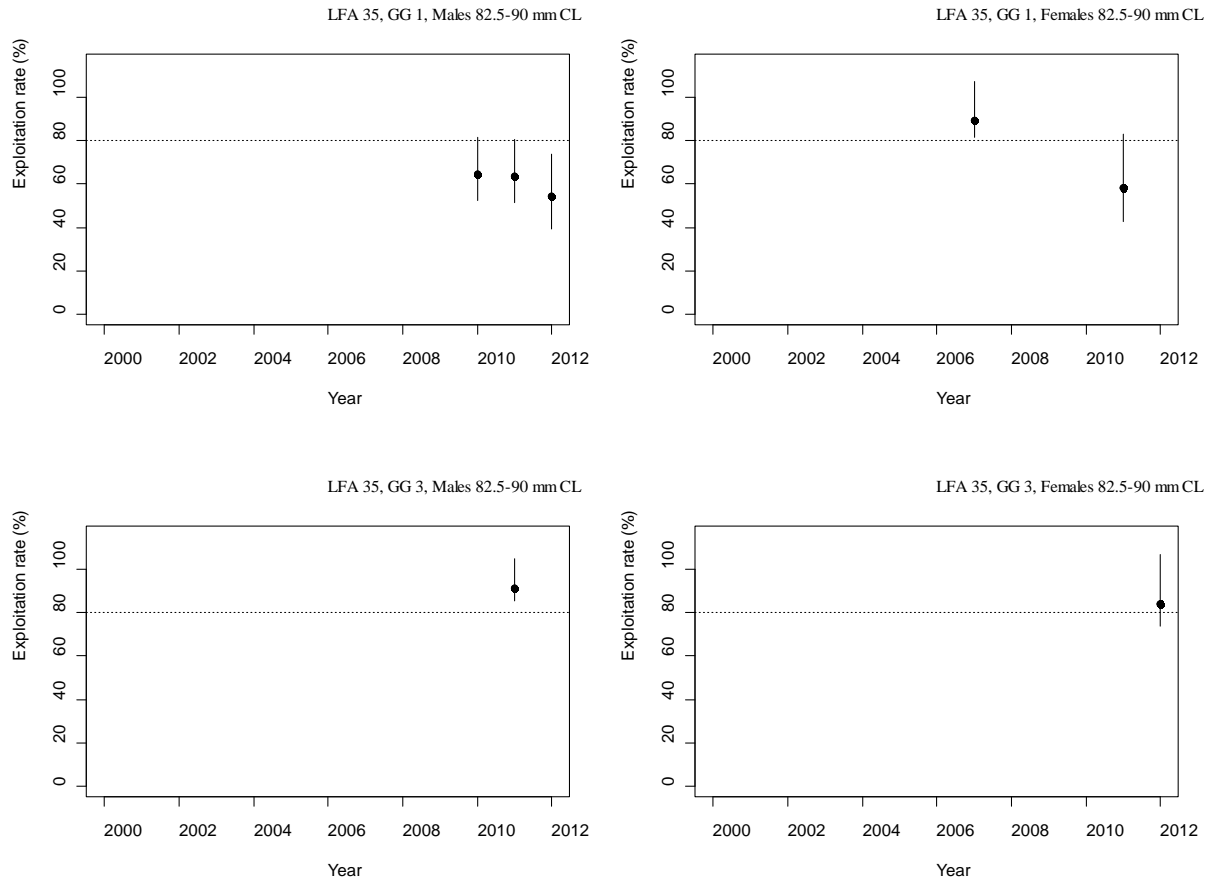 LFA 35, GG 1, Males 82.5-90 mm CL
Exploitation rate (%)
100
80
60
40
20
0
2000 2002 2004 2006 2008 2010 2012
Year
LFA 35, GG 1, Females 82.5-90 mm CL
Exploitation rate (%)
100
80
60
40
20
0
2000 2002 2004 2006 2008 2010 2012
Year
LFA 35, GG 3, Males 82.5-90 mm CL
Exploitation rate (%)
100
80
60
40
20
0
2000 2002 2004 2006 2008 2010 2012
Year
LFA 35, GG 3, Females 82.5-90 mm CL
Exploitation rate (%)
100
80
60
40
20
0
2000 2002 2004 2006 2008 2010 2012
Year